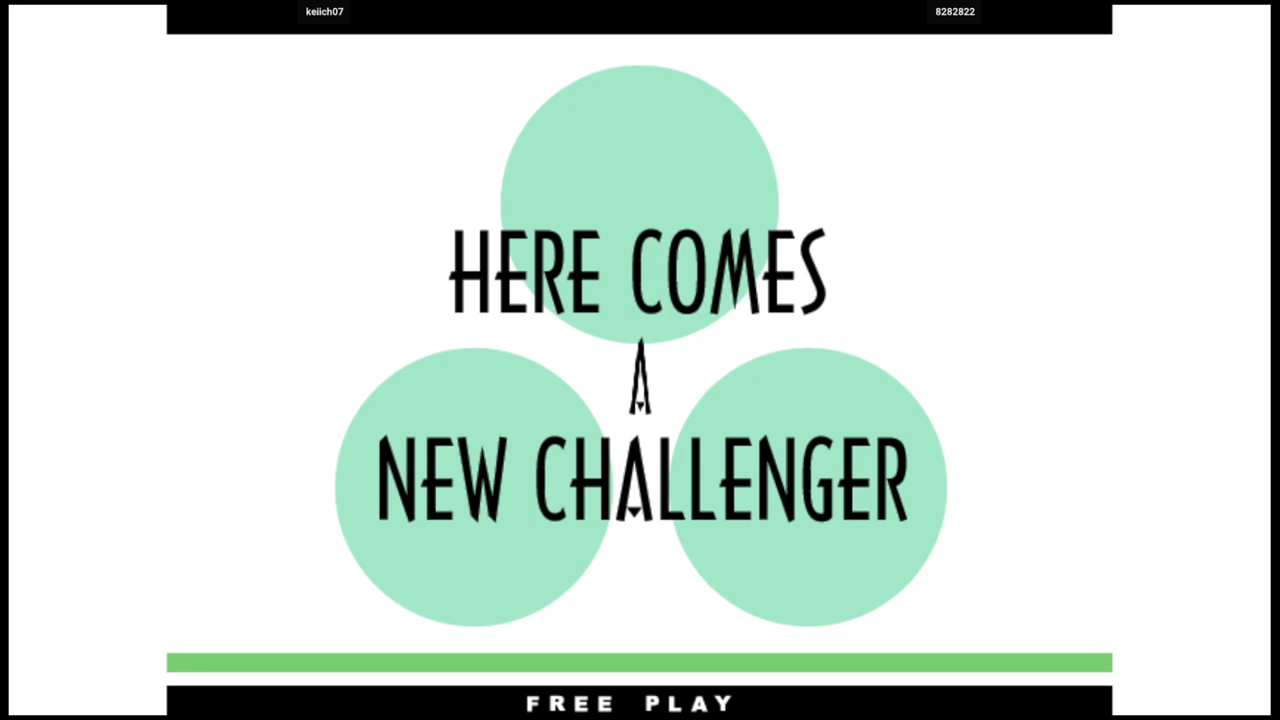 keiich07 8282822
HERE COMES
A
NEW CHALLENGER
FREE PLAY